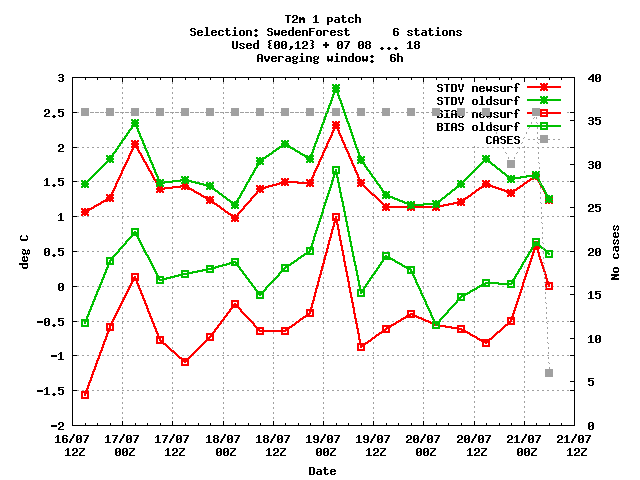 T2m 1 patch
Selection: SwedenForest      6 stations
Used {00,12} + 07 08 ... 18
Averaging window:  6h
STDV newsurf
STDV oldsurf
BIAS newsurf
BIAS oldsurf
CASES
3
2.5
2
1.5
1
0.5
0
-0.5
-1
-1.5
-2
deg C
40
35
30
25
20
15
10
5
0
No cases
16/07 17/07 17/07 18/07 18/07 19/07 19/07 20/07 20/07 21/07 21/07
12Z 00Z 12Z 00Z 12Z 00Z 12Z 00Z 12Z 00Z 12Z
Date